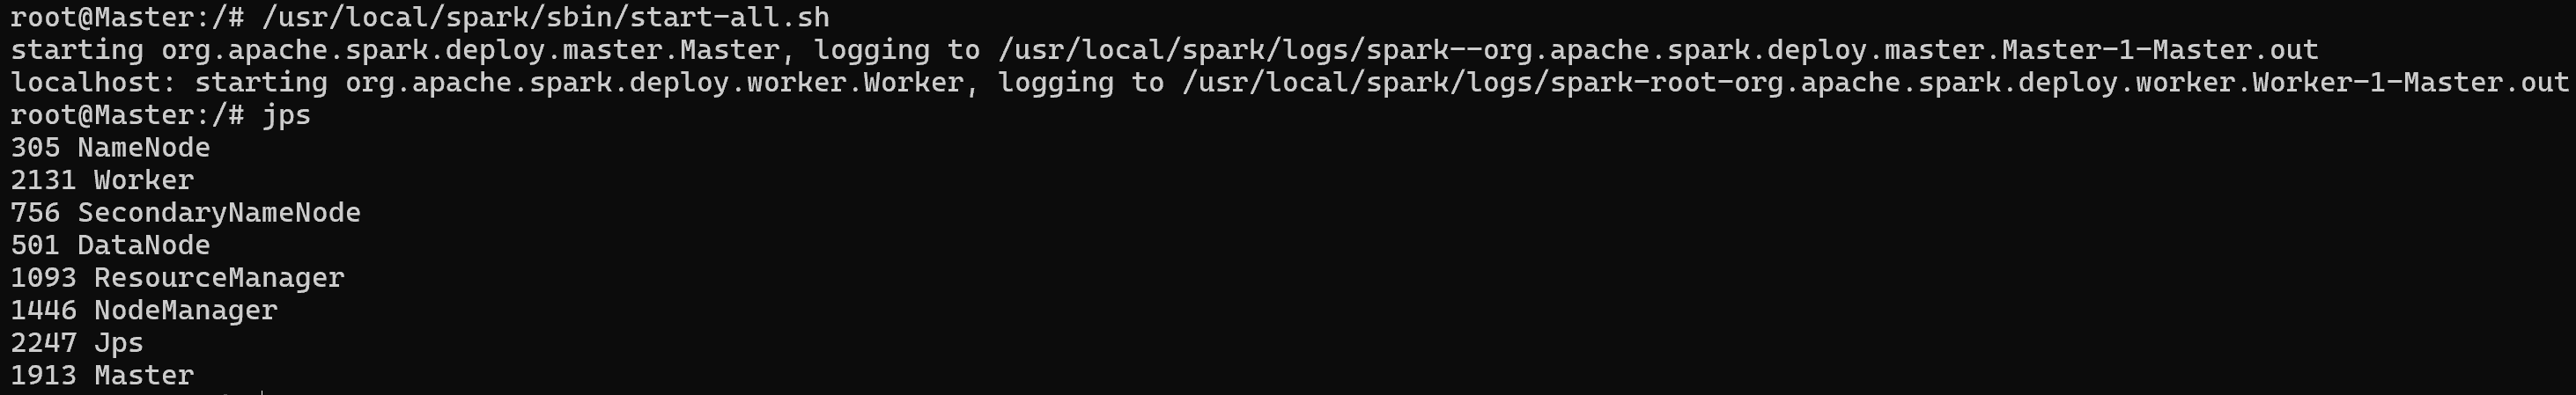 root@Master:/# /usr/local/spark/sbin/start-all.sh
starting org.apache.spark.deploy.master.Master, logging to /usr/local/spark/logs/spark--org.apache.spark.deploy.master.Master-1-Master.out
localhost: starting org.apache.spark.deploy.worker.Worker, logging to /usr/local/spark/logs/spark-root-org.apache.spark.deploy.worker.Worker-1-Master.out
root@Master:/# jps
305 NameNode
2131 Worker
756 SecondaryNameNode
501 DataNode
1093 ResourceManager
1446 NodeManager
2247 Jps
1913 Master